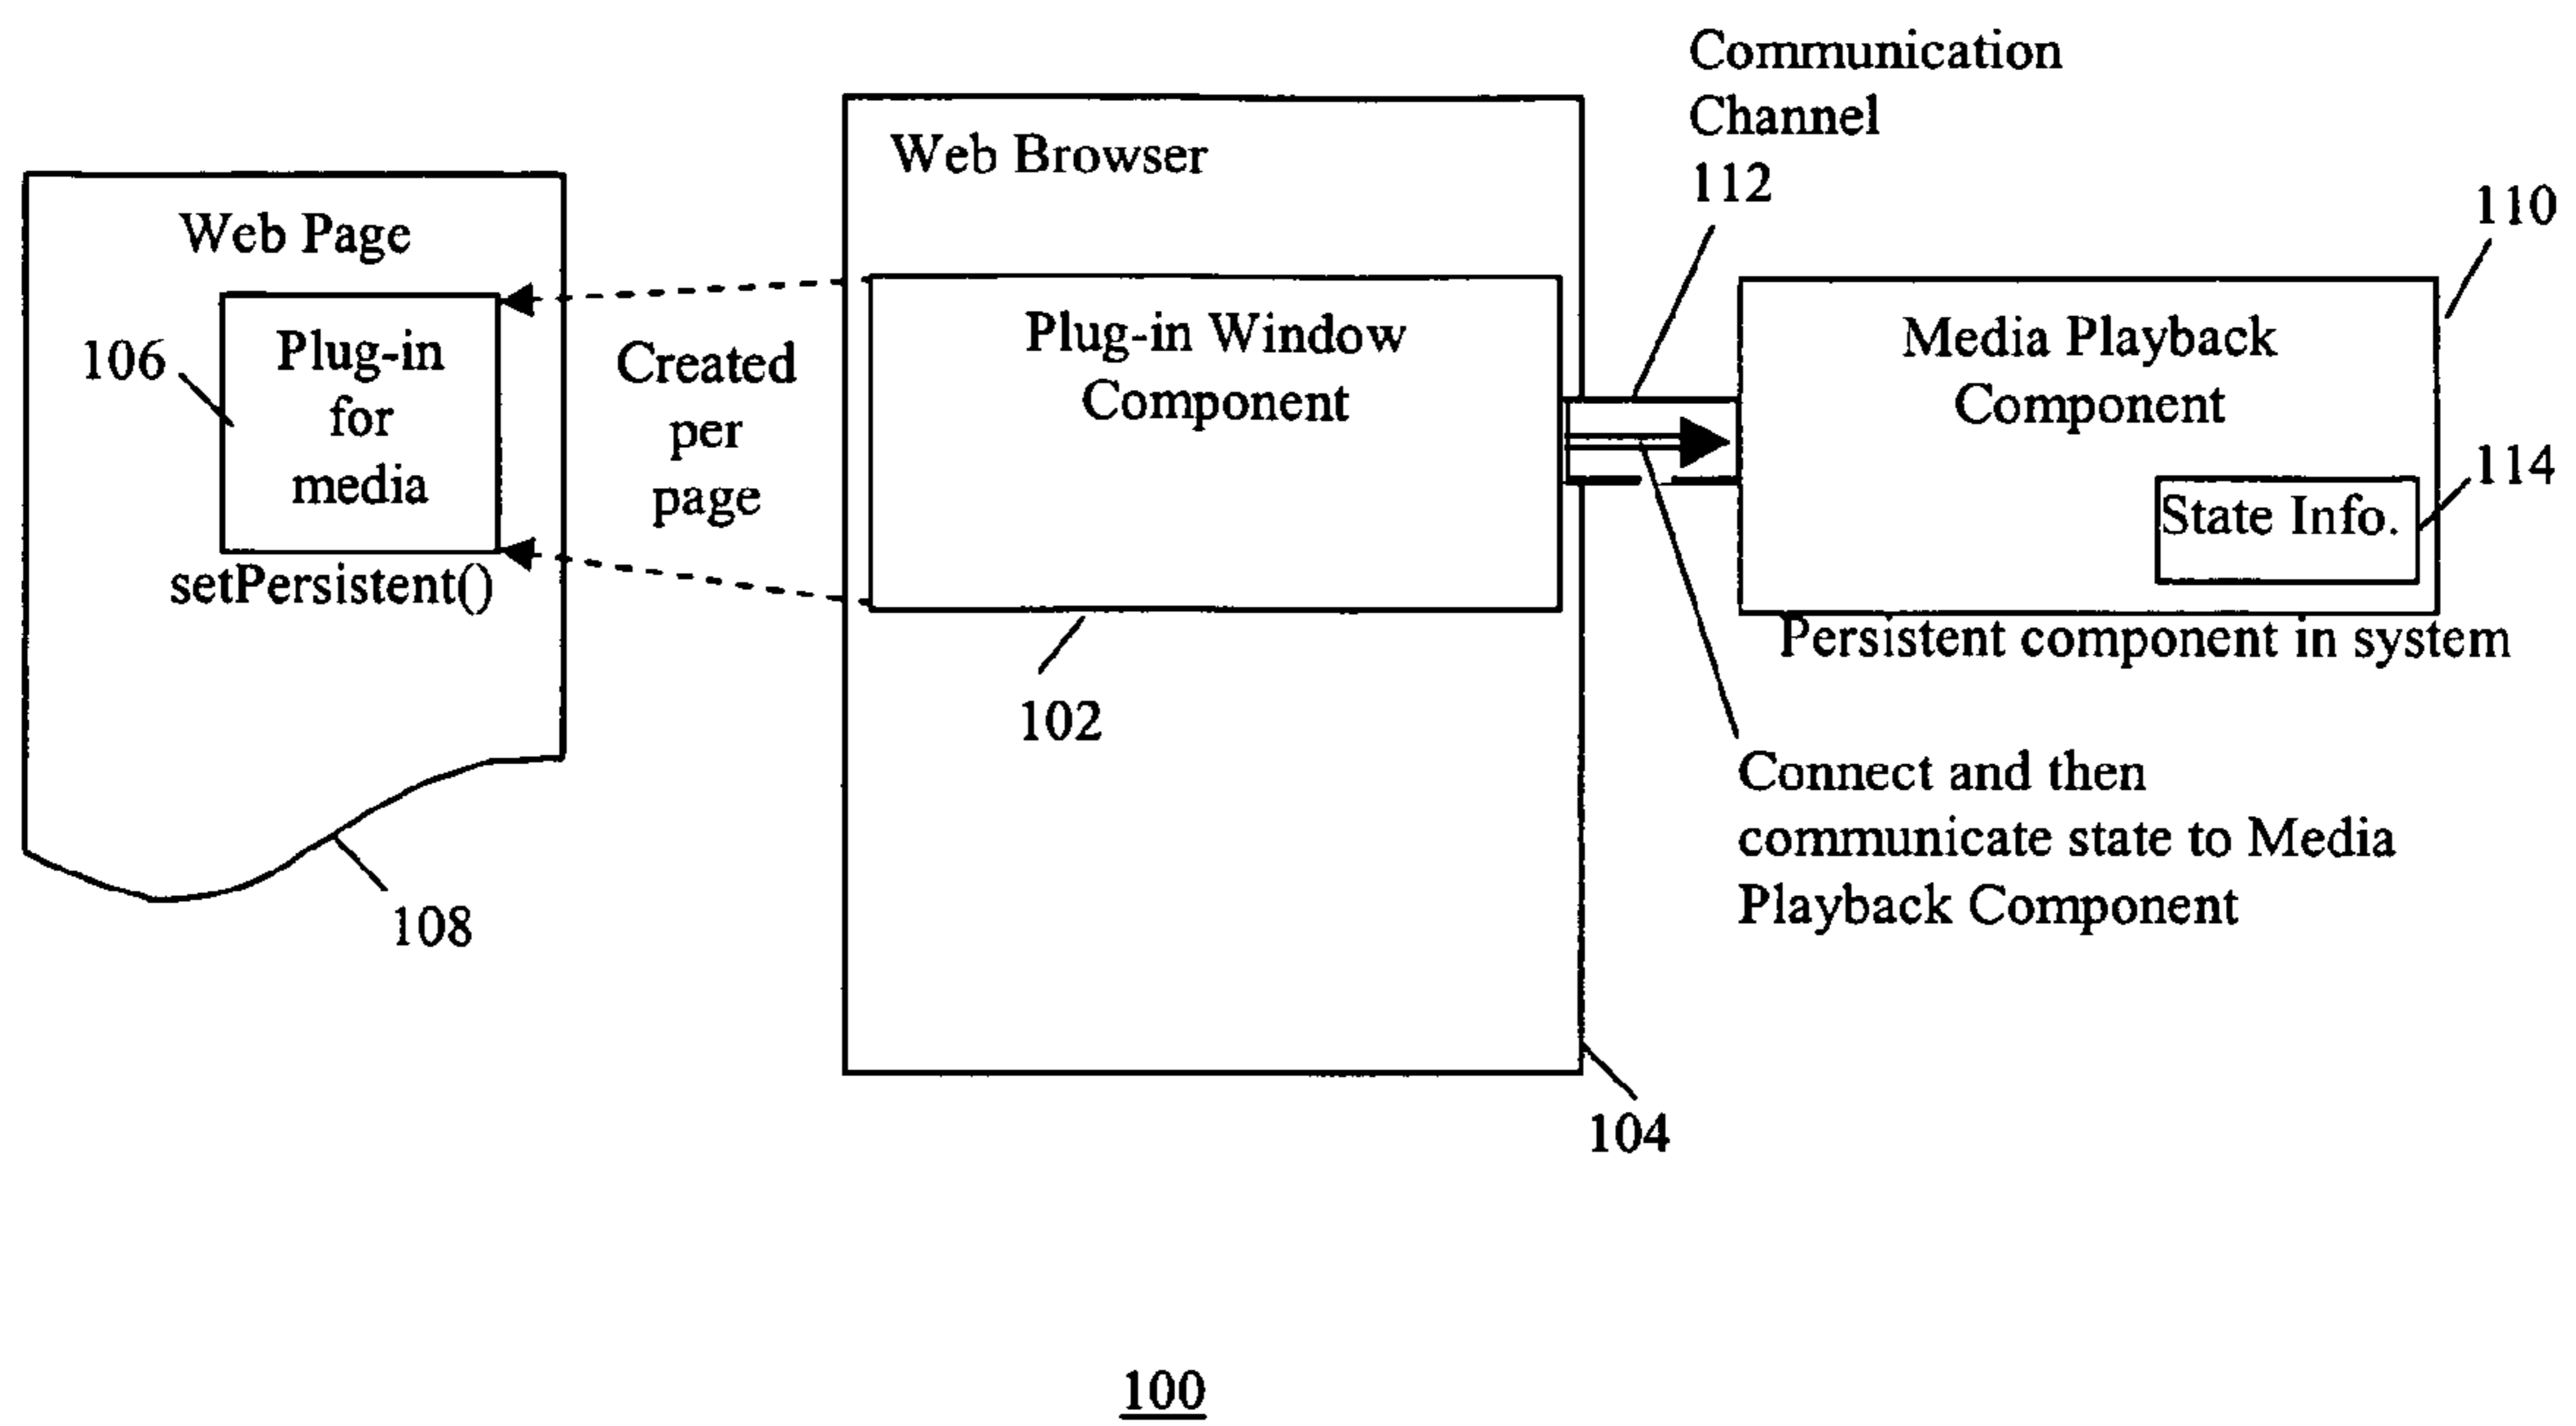 Communication
Channel
112
Web Browser
110
Web Page
Plug-in Window
Component
Media Playback
Component
106
Plug-in
for
media
Created
per
page
114
State Info.
setPersistent()
Persistent component in system
102
Connect and then
communicate state to Media
Playback Component
108
104
100